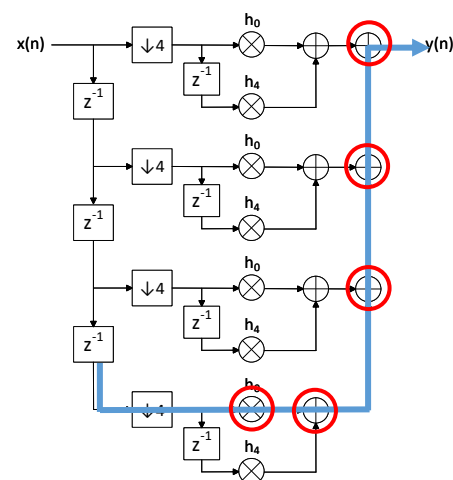 h₀
x(n) ↓4 y(n)
z⁻¹
h₄
z⁻¹
h₀
↓4
z⁻¹
h₄
z⁻¹
h₀
↓4
z⁻¹
h₄
z⁻¹
h₀
↓4
z⁻¹
h₄